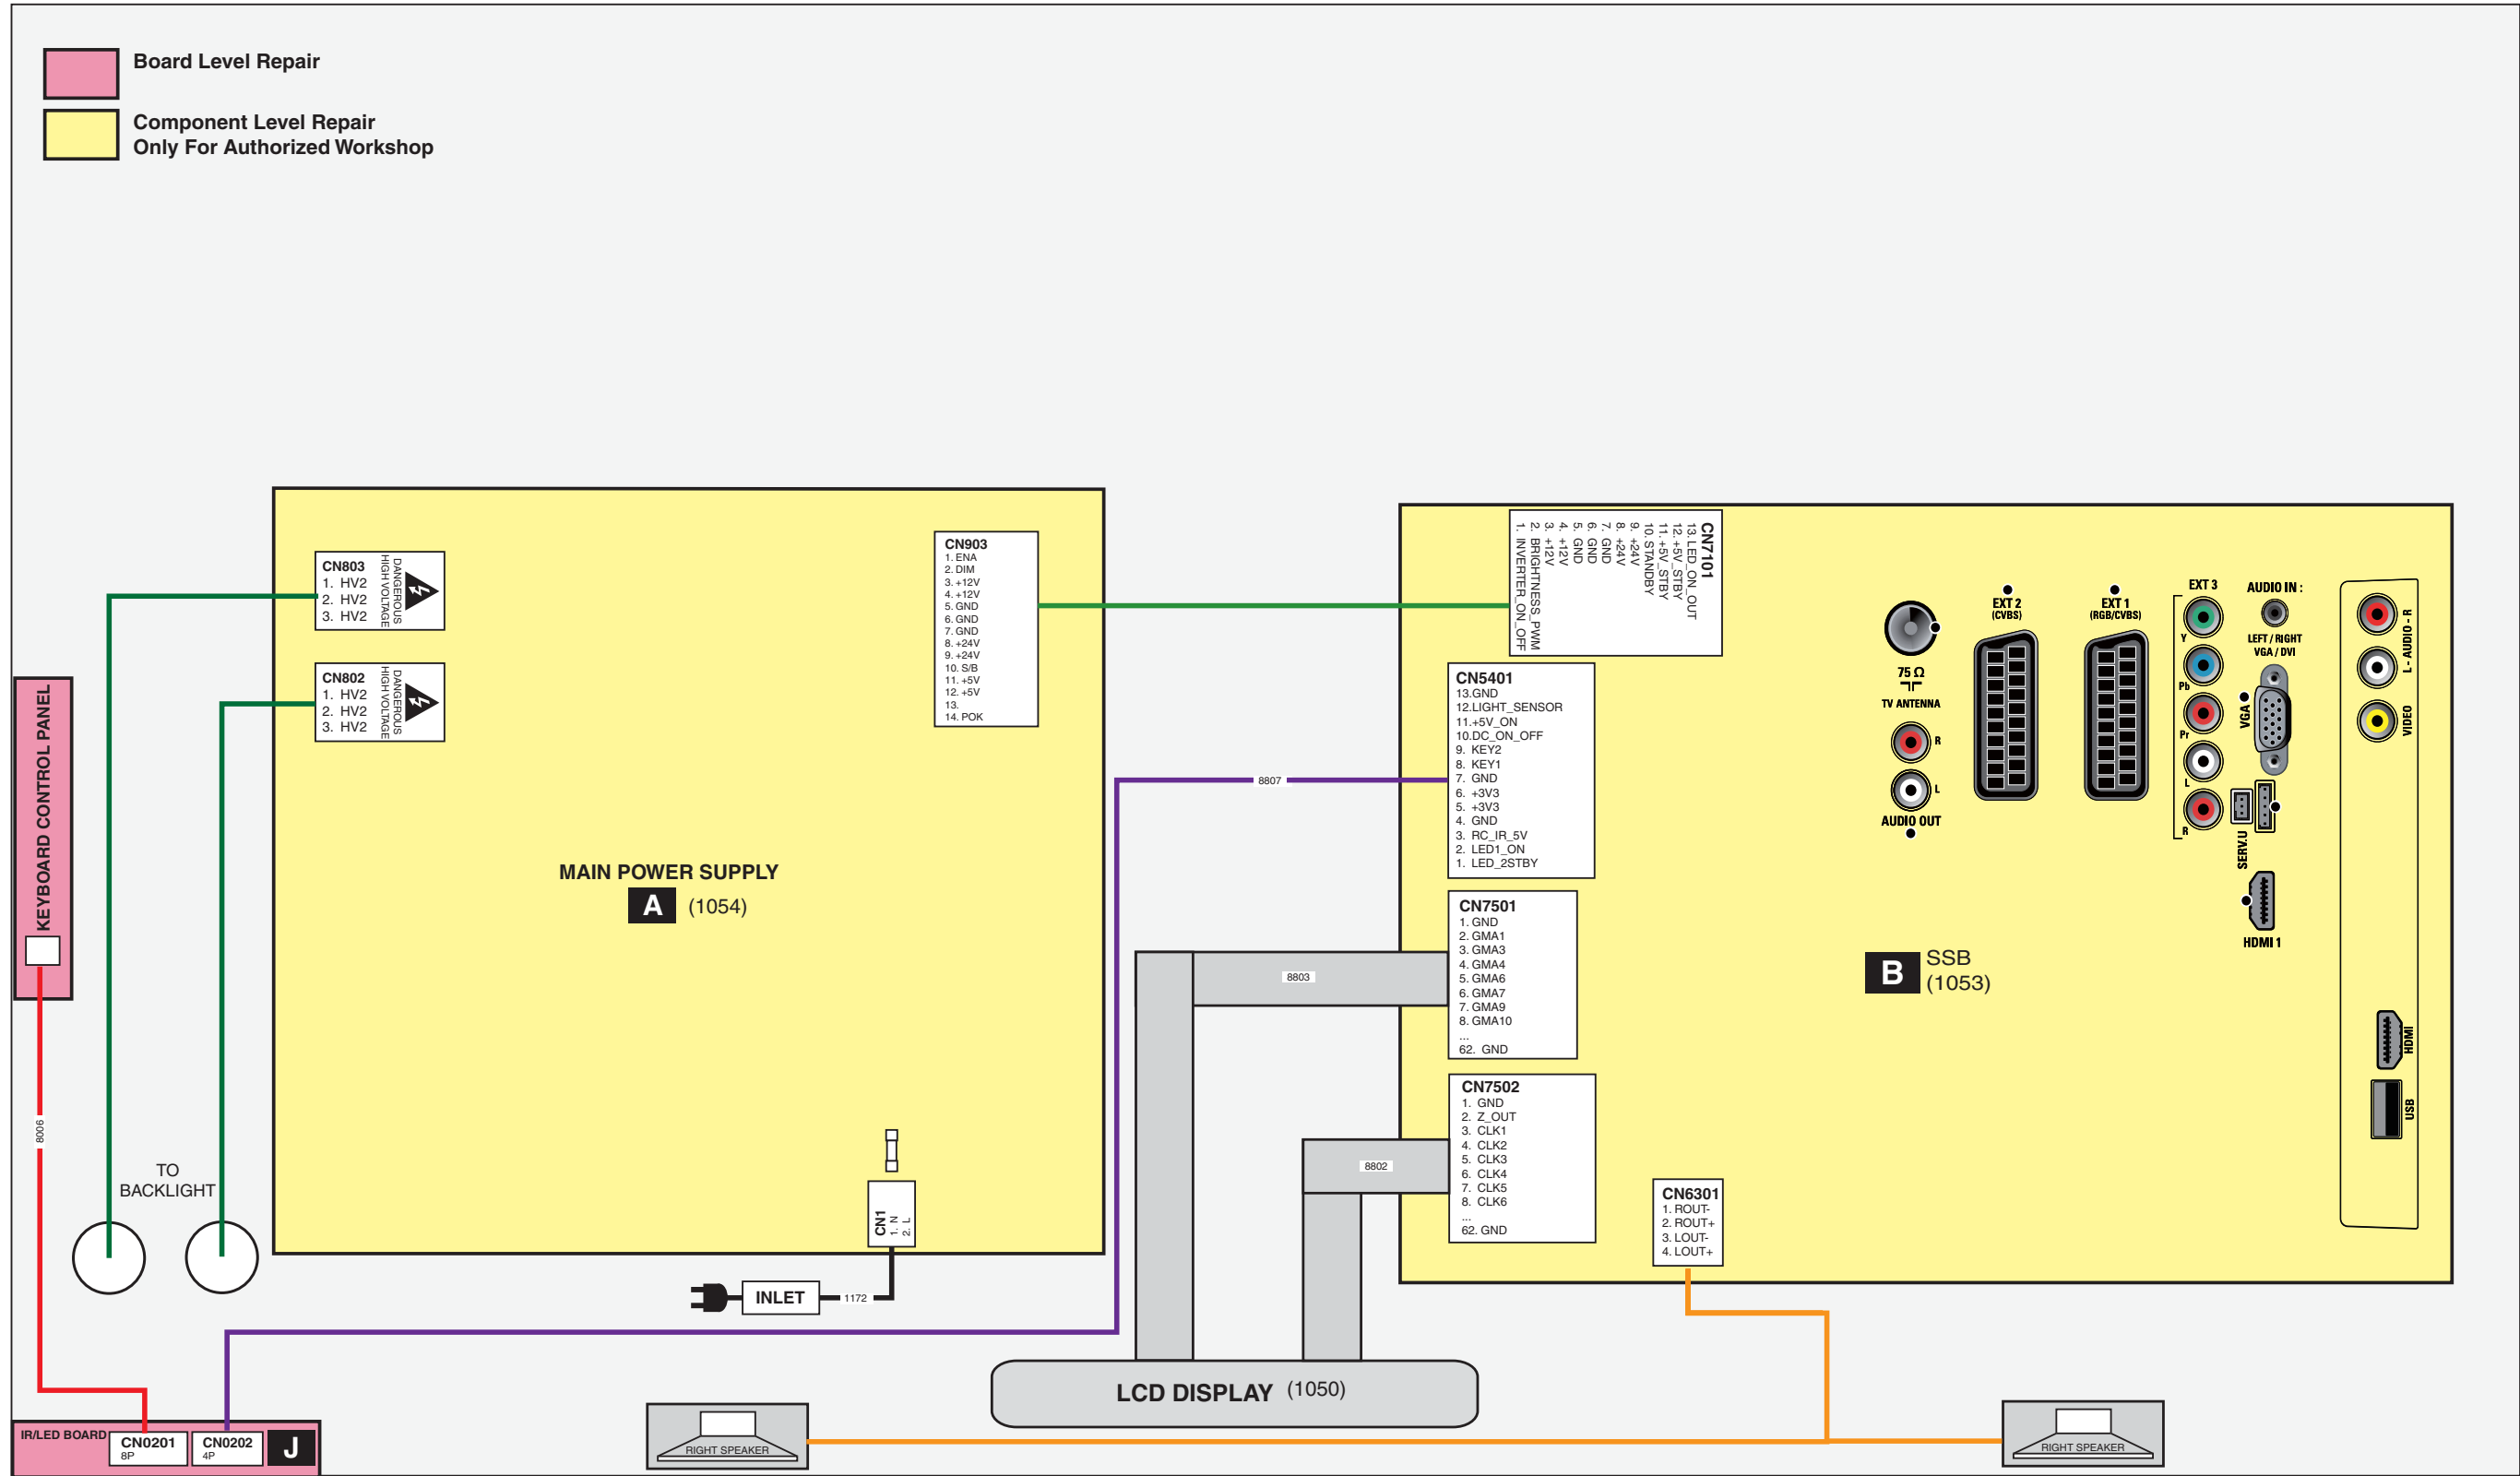 Board Level Repair
Component Level Repair
Only For Authorized Workshop
CN803
1. HV2
2. HV2
3. HV2
DANGEROUS
HIGH VOLTAGE
CN802
1. HV2
2. HV2
3. HV2
DANGEROUS
HIGH VOLTAGE
CN903
1. ENA
2. DIM
3. +12V
4. +12V
5. GND
6. GND
7. GND
8. +24V
9. +24V
10. S/B
11. +5V
12. +5V
13.
14. POK
MAIN POWER SUPPLY
A (1054)
CN1
1. N
2. L
INLET
1172
KEYBOARD CONTROL PANEL
8006
TO
BACKLIGHT
IR/LED BOARD
CN0201
8P
CN0202
4P
J
8807
8803
8802
CN7101
13. LED_ON_OUT
12. +5V_STBY
11. +5V_STBY
10. STANDBY
9. +24V
8. +24V
7. GND
6. GND
5. GND
4. +12V
3. +12V
2. BRIGHTNESS_PWM
1. INVERTER_ON_OFF
CN5401
13.GND
12.LIGHT_SENSOR
11.+5V_ON
10.DC_ON_OFF
9. KEY2
8. KEY1
7. GND
6. +3V3
5. +3V3
4. GND
3. RC_IR_5V
2. LED1_ON
1. LED_2STBY
CN7501
1. GND
2. GMA1
3. GMA3
4. GMA4
5. GMA6
6. GMA7
7. GMA9
8. GMA10
...
62. GND
CN7502
1. GND
2. Z_OUT
3. CLK1
4. CLK2
5. CLK3
6. CLK4
7. CLK5
8. CLK6
...
62. GND
CN6301
1. ROUT-
2. ROUT+
3. LOUT-
4. LOUT+
B SSB
(1053)
75 Ω
TV ANTENNA
R
L
AUDIO OUT
EXT 2
(CVBS)
EXT 1
(RGB/CVBS)
EXT 3
Y
Pb
Pr
L
R
AUDIO IN :
LEFT / RIGHT
VGA / DVI
VGA
SERV.U
HDMI 1
L - AUDIO - R
VIDEO
HDMI
USB
LCD DISPLAY (1050)
RIGHT SPEAKER
RIGHT SPEAKER